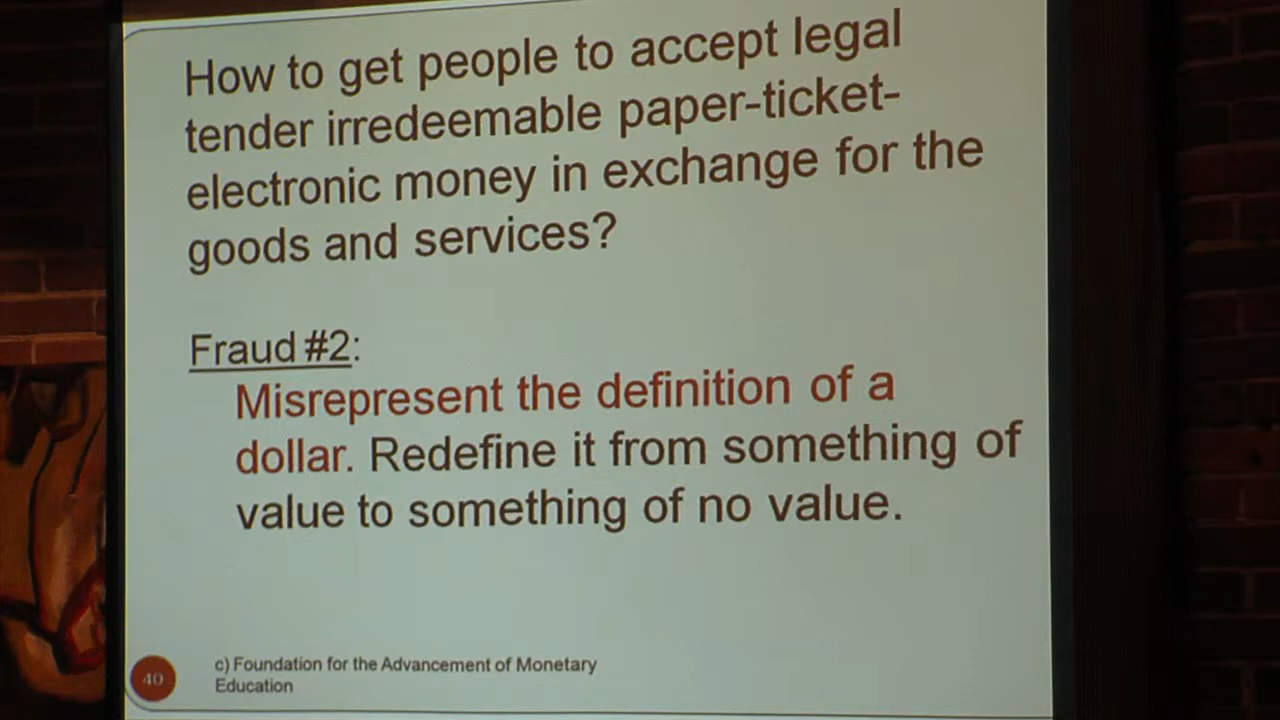 How to get people to accept legal
tender irredeemable paper-ticket-
electronic money in exchange for the
goods and services?
Fraud #2:
Misrepresent the definition of a
dollar. Redefine it from something of
value to something of no value.
40
c) Foundation for the Advancement of Monetary
Education